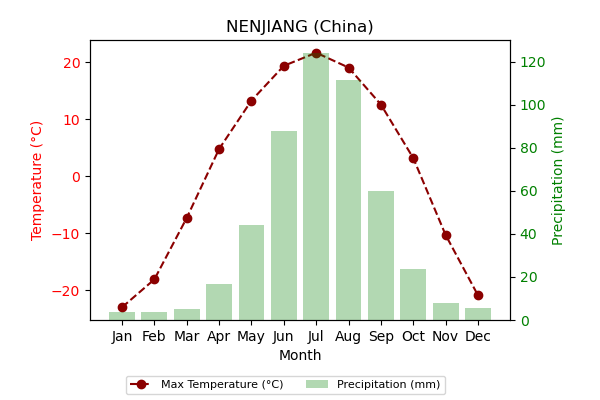 NENJIANG (China)
20
10
0
−10
−20
Temperature (°C)
120
100
80
60
40
20
0
Precipitation (mm)
Jan Feb Mar Apr May Jun Jul Aug Sep Oct Nov Dec
Month
Max Temperature (°C) Precipitation (mm)